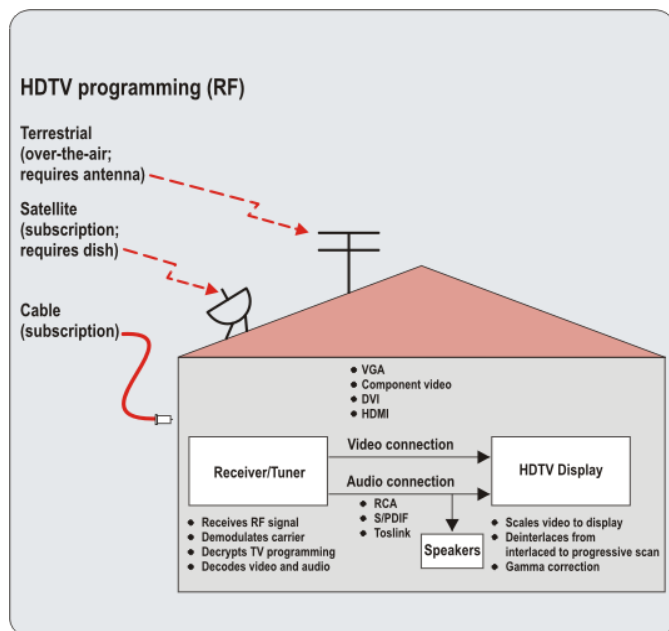 HDTV programming (RF)
Terrestrial
(over-the-air;
requires antenna)
Satellite
(subscription;
requires dish)
Cable
(subscription)
● VGA
● Component video
● DVI
● HDMI
Video connection
Receiver/Tuner
HDTV Display
Audio connection
● RCA
● S/PDIF
● Toslink
Speakers
● Receives RF signal
● Demodulates carrier
● Decrypts TV programming
● Decodes video and audio
● Scales video to display
● Deinterlaces from
interlaced to progressive scan
● Gamma correction